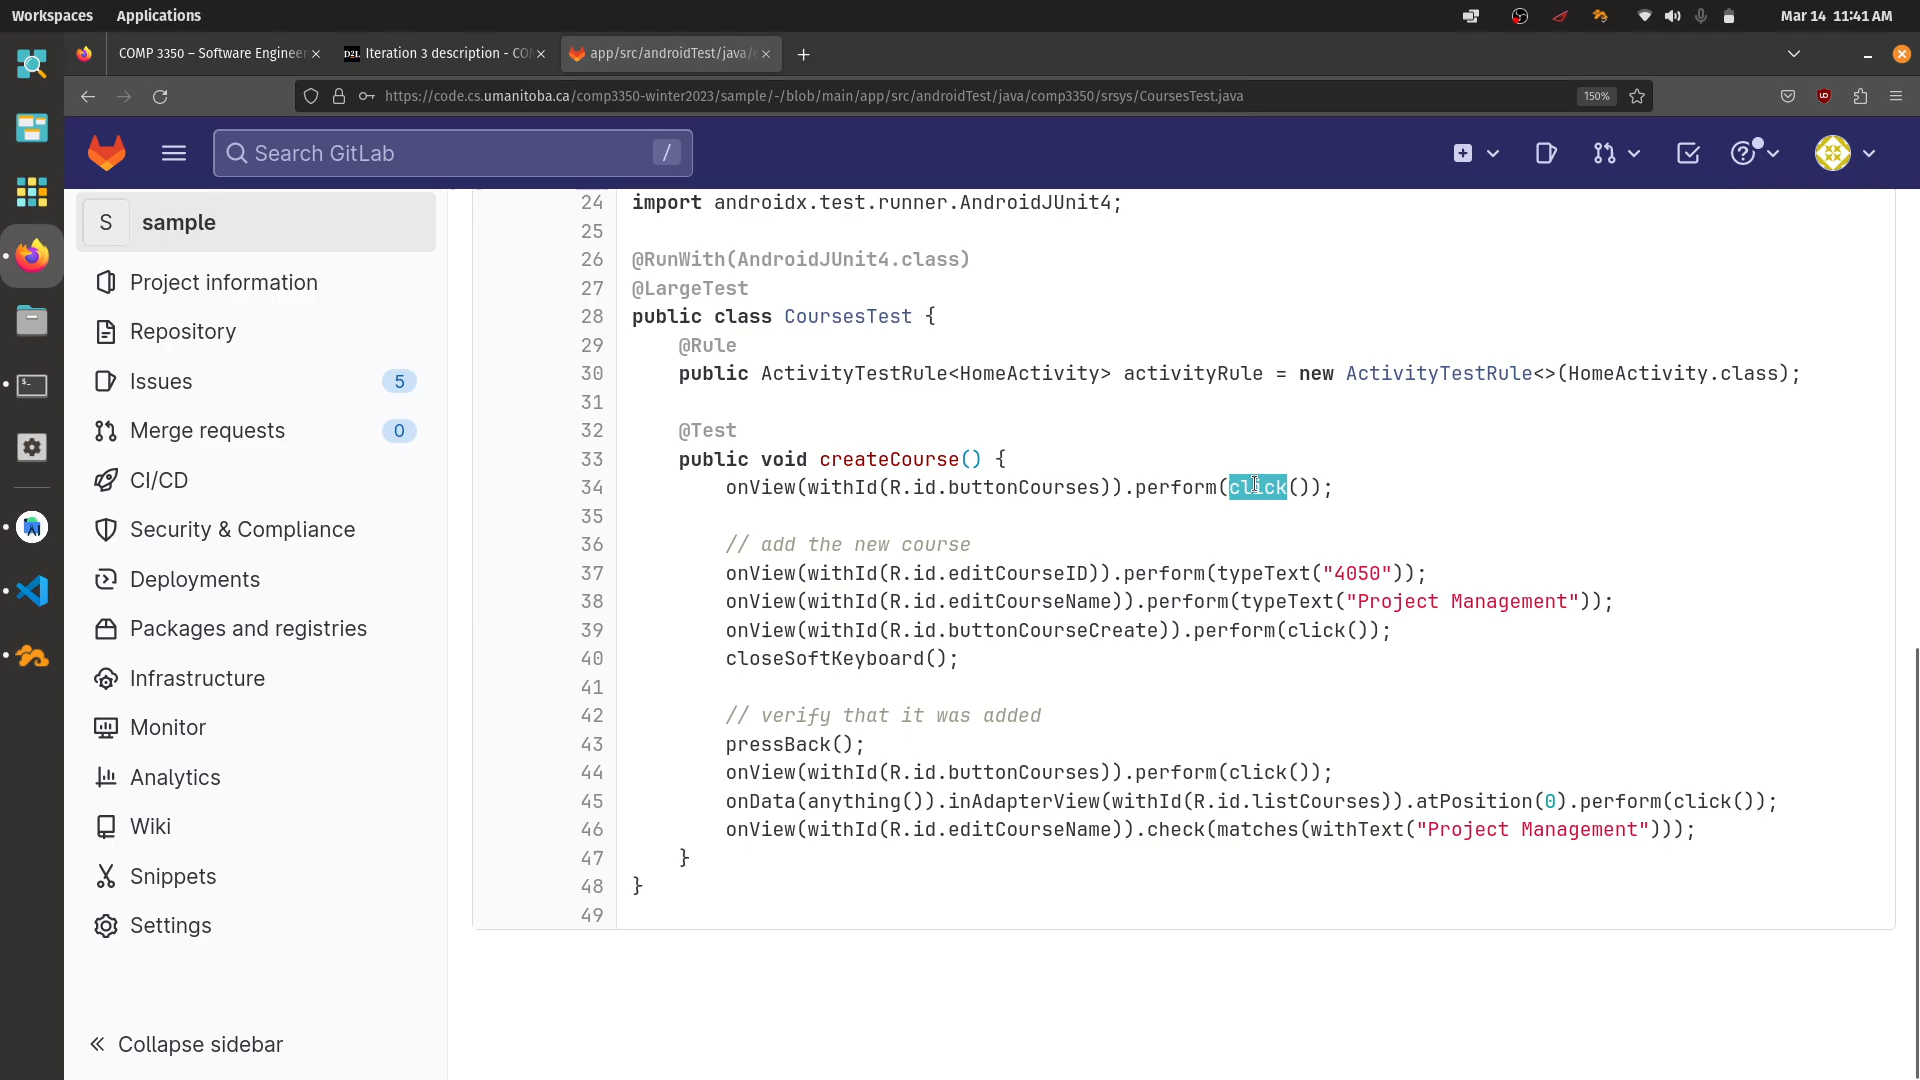 Workspaces Applications Mar 14 11:41 AM
COMP 3350 – Software Engineer D2L Iteration 3 description - CO app/src/androidTest/java/c
https://code.cs.umanitoba.ca/comp3350-winter2023/sample/-/blob/main/app/src/androidTest/java/comp3350/srsys/CoursesTest.java 150%
Search GitLab /
S sample
Project information
Repository
Issues 5
Merge requests 0
CI/CD
Security & Compliance
Deployments
Packages and registries
Infrastructure
Monitor
Analytics
Wiki
Snippets
Settings
Collapse sidebar
24 import androidx.test.runner.AndroidJUnit4;
25
26 @RunWith(AndroidJUnit4.class)
27 @LargeTest
28 public class CoursesTest {
29     @Rule
30     public ActivityTestRule<HomeActivity> activityRule = new ActivityTestRule<>(HomeActivity.class);
31
32     @Test
33     public void createCourse() {
34         onView(withId(R.id.buttonCourses)).perform(click());
35
36         // add the new course
37         onView(withId(R.id.editCourseID)).perform(typeText("4050"));
38         onView(withId(R.id.editCourseName)).perform(typeText("Project Management"));
39         onView(withId(R.id.buttonCourseCreate)).perform(click());
40         closeSoftKeyboard();
41
42         // verify that it was added
43         pressBack();
44         onView(withId(R.id.buttonCourses)).perform(click());
45         onData(anything()).inAdapterView(withId(R.id.listCourses)).atPosition(0).perform(click());
46         onView(withId(R.id.editCourseName)).check(matches(withText("Project Management")));
47     }
48 }
49